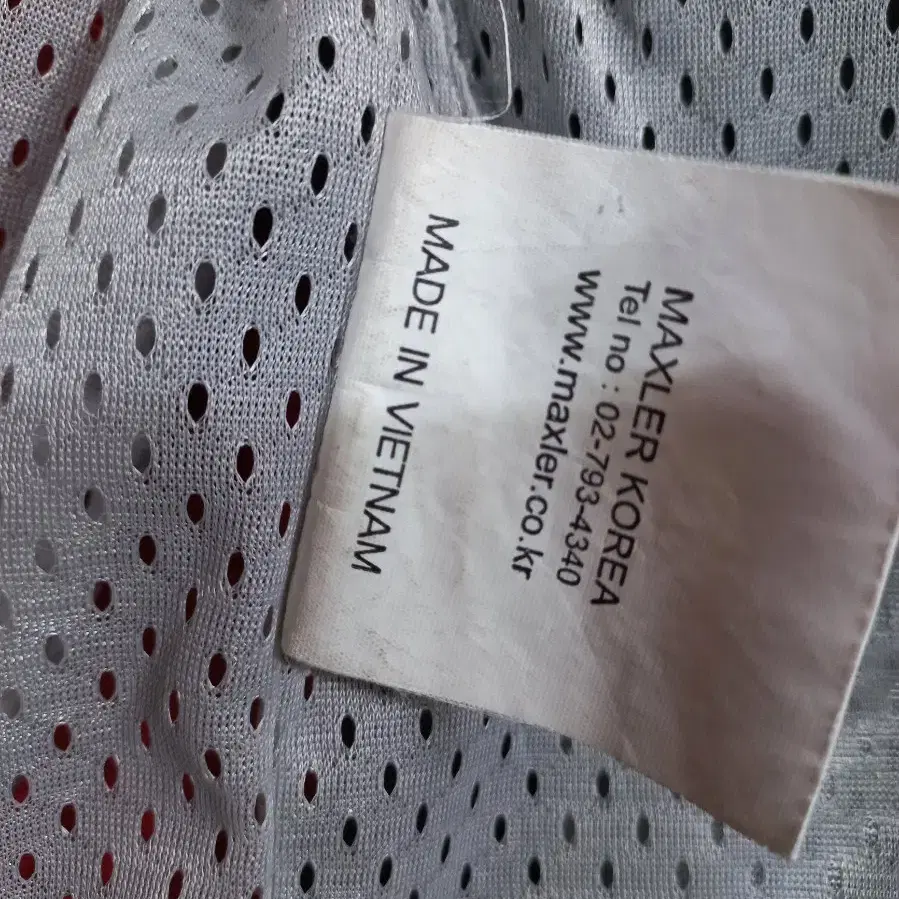 MAXLER KOREA
Tel no : 02-793-4340
www.maxler.co.kr
MADE IN VIETNAM